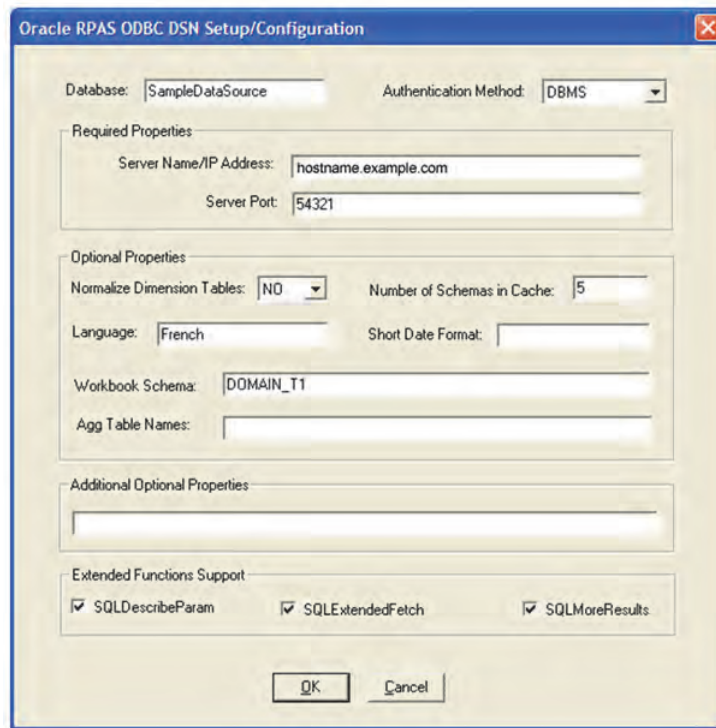 Oracle RPAS ODBC DSN Setup/Configuration
Database: SampleDataSource Authentication Method: DBMS
Required Properties
Server Name/IP Address: hostname.example.com
Server Port: 54321
Optional Properties
Normalize Dimension Tables: NO Number of Schemas in Cache: 5
Language: French Short Date Format:
Workbook Schema: DOMAIN_T1
Agg Table Names:
Additional Optional Properties
Extended Functions Support
SQLDescribeParam SQLExtendedFetch SQLMoreResults
OK Cancel